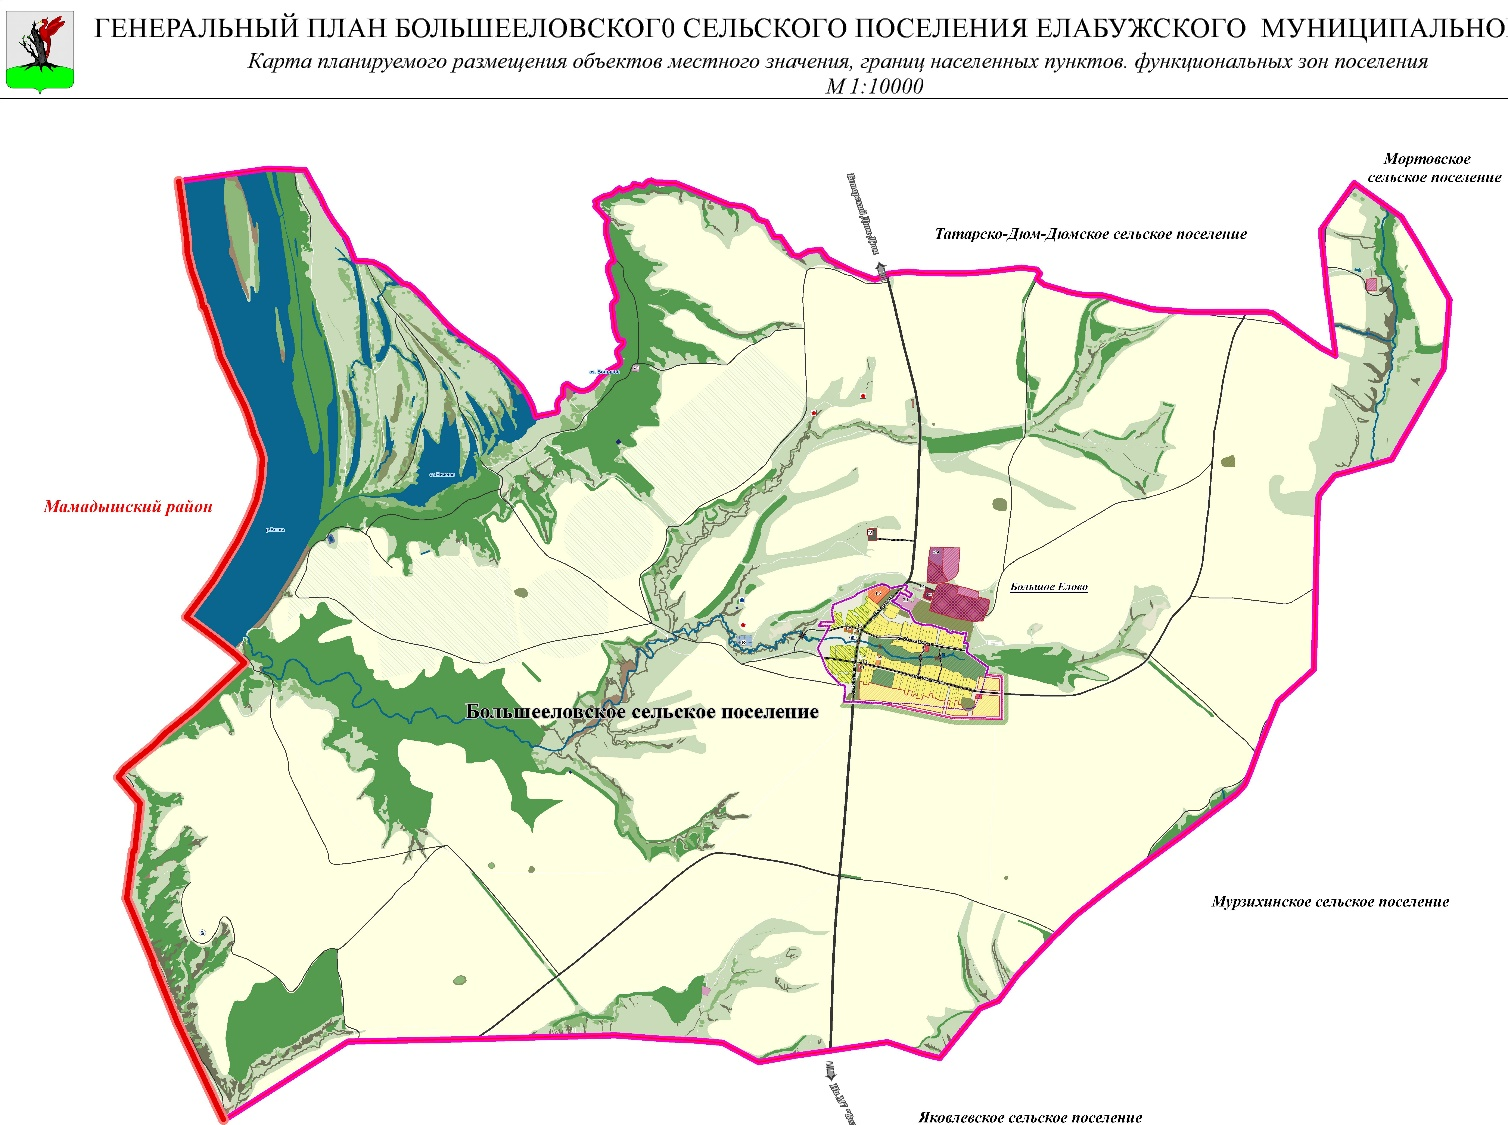 ГЕНЕРАЛЬНЫЙ ПЛАН БОЛЬШЕЕЛОВСКОГ0 СЕЛЬСКОГО ПОСЕЛЕНИЯ ЕЛАБУЖСКОГО МУНИЦИПАЛЬНО
Карта планируемого размещения объектов местного значения, границ населенных пунктов. функциональных зон поселения
М 1:10000
Мортовское
сельское поселение
Татарско-Дюм-Дюмское сельское поселение
Мамадышский район
Большое Елово
Большееловское сельское поселение
Мурзихинское сельское поселение
Яковлевское сельское поселение